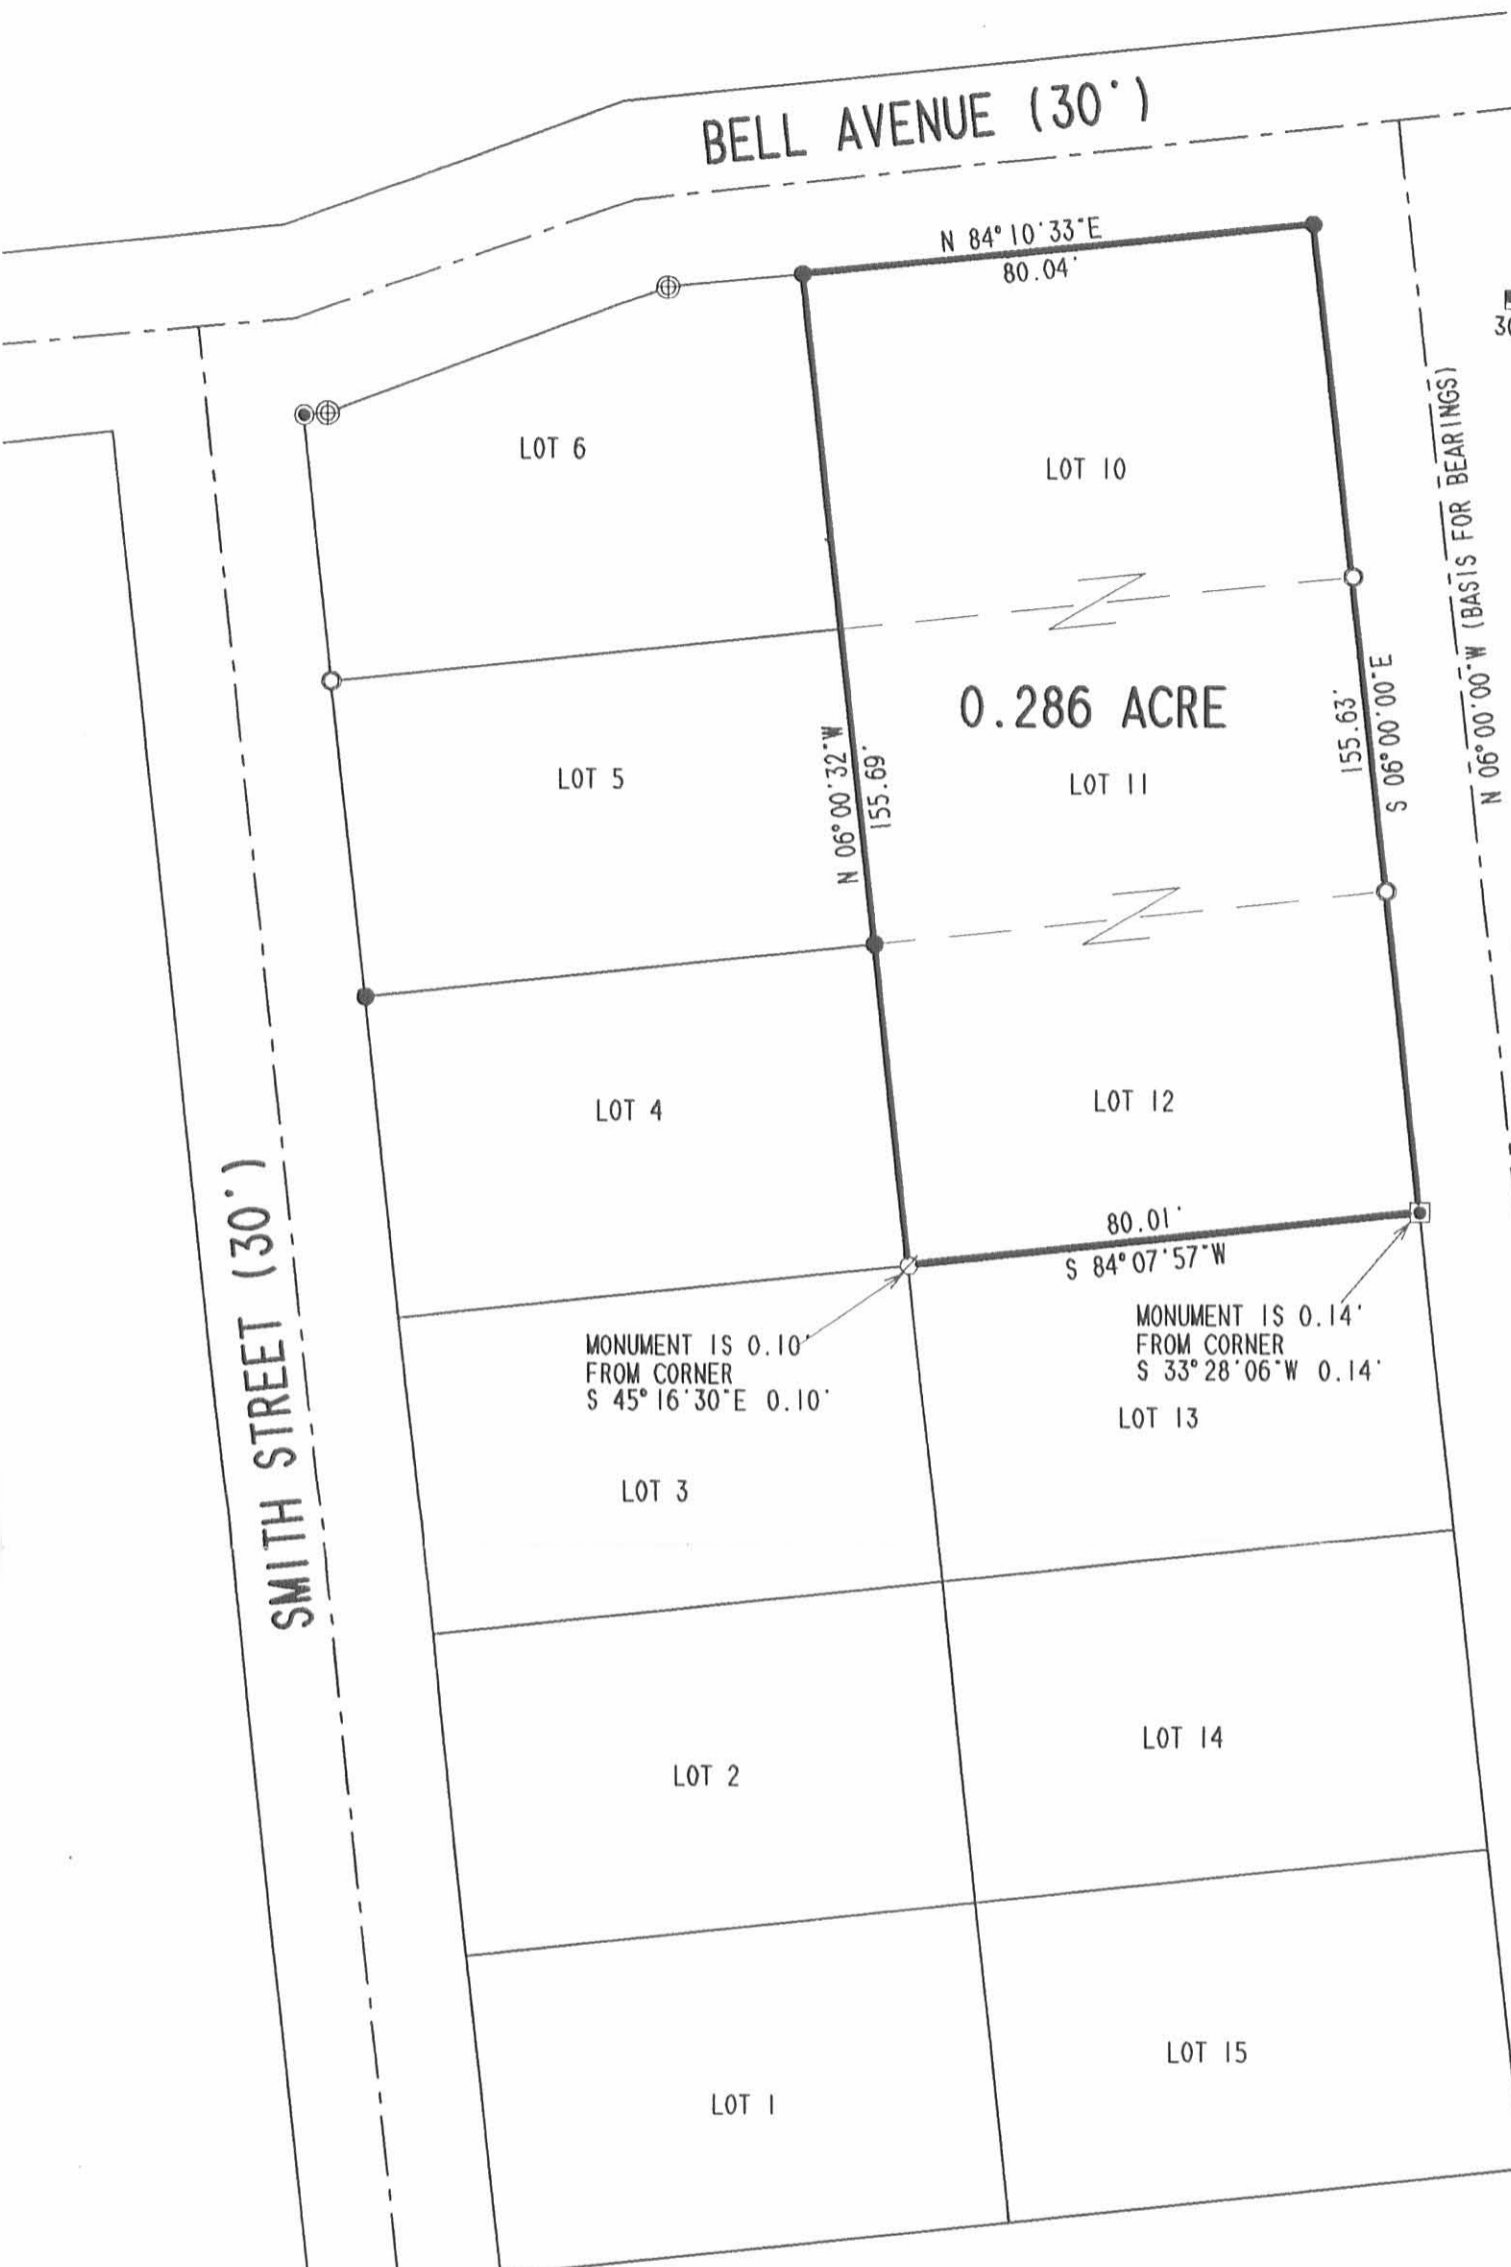 BELL AVENUE (30')
N 84°10'33"E
80.04'
LOT 6
LOT 10
N 06°00'00"W (BASIS FOR BEARINGS)
0.286 ACRE
155.63'
S 06°00'00"E
N 06°00'32"W
155.69'
LOT 5
LOT 11
LOT 4
LOT 12
SMITH STREET (30')
80.01'
S 84°07'57"W
MONUMENT IS 0.10'
FROM CORNER
S 45°16'30"E 0.10'
MONUMENT IS 0.14'
FROM CORNER
S 33°28'06"W 0.14'
LOT 13
LOT 3
LOT 14
LOT 2
LOT 15
LOT 1